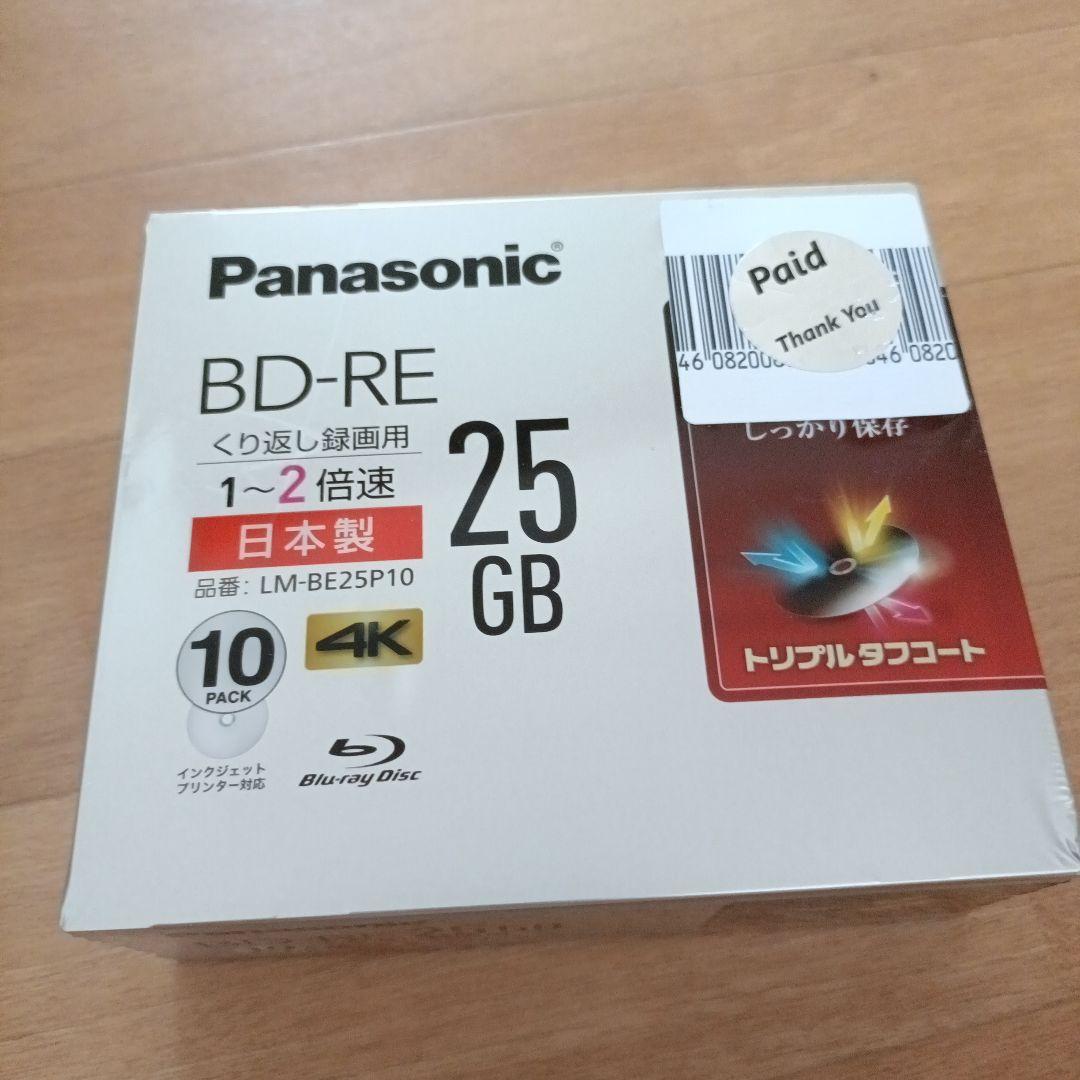 Panasonic®
BD-RE
くり返し録画用
1～2倍速
日本製
品番: LM-BE25P10
25
GB
10
PACK
4K
インクジェット
プリンター対応
Blu-ray Disc
Paid
Thank You
しっかり保存
トリプル タフコート